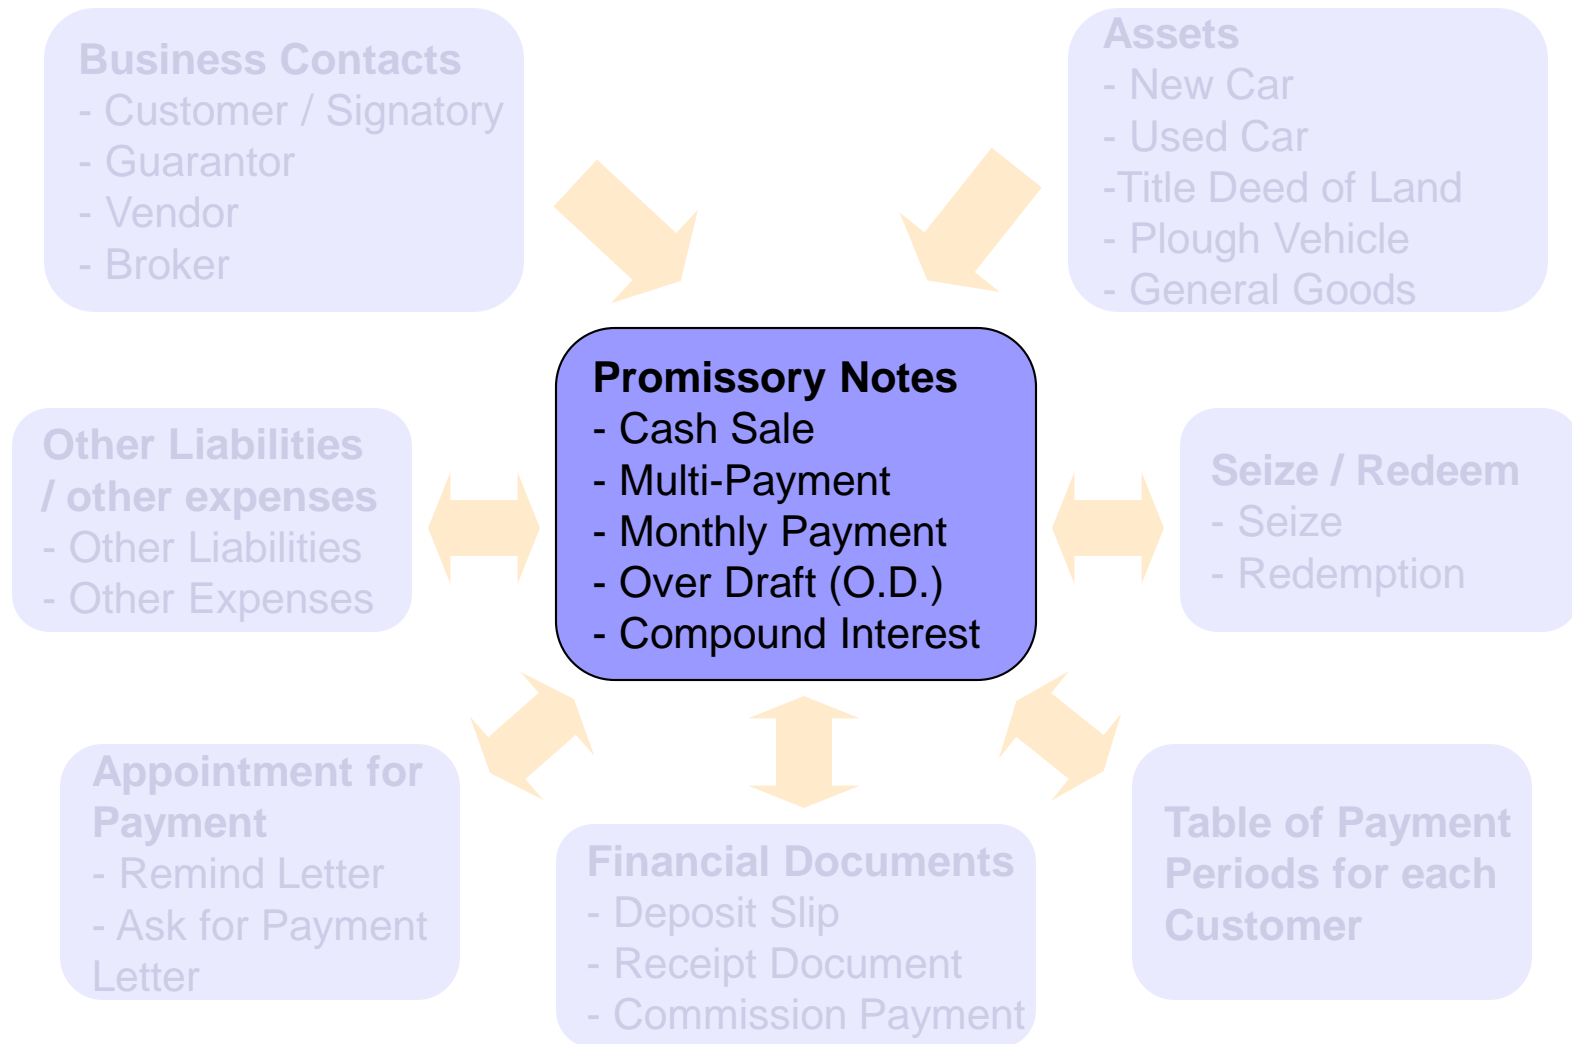 Business Contacts
- Customer / Signatory
- Guarantor
- Vendor
- Broker
Assets
- New Car
- Used Car
-Title Deed of Land
- Plough Vehicle
- General Goods
Promissory Notes
- Cash Sale
- Multi-Payment
- Monthly Payment
- Over Draft (O.D.)
- Compound Interest
Other Liabilities
/ other expenses
- Other Liabilities
- Other Expenses
Seize / Redeem
- Seize
- Redemption
Appointment for
Payment
- Remind Letter
- Ask for Payment
Letter
Financial Documents
- Deposit Slip
- Receipt Document
- Commission Payment
Table of Payment
Periods for each
Customer